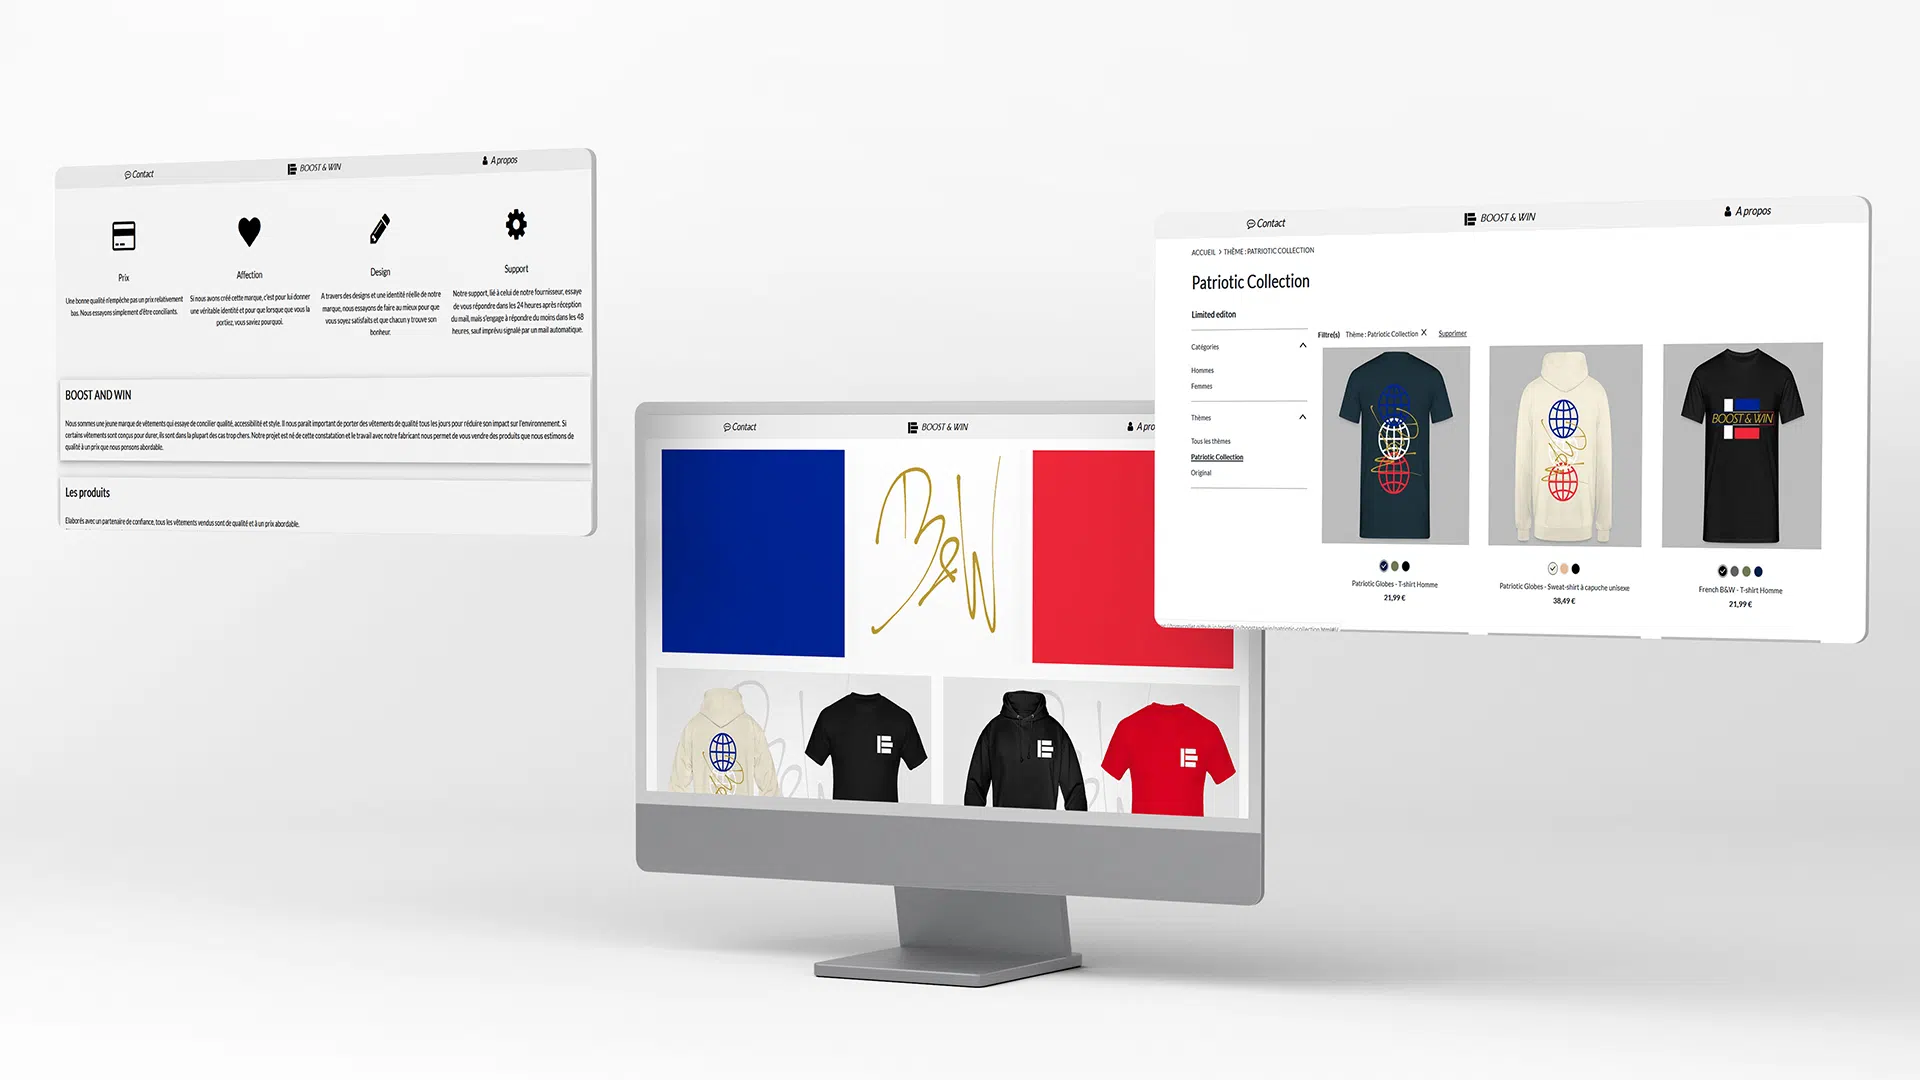 Contact
BOOST & WIN
A propos
Prix
Une bonne qualité n'empêche pas un prix relativement
bas. Nous essayons simplement d'être conciliants.
Affection
Si nous avons créé cette marque, c'est pour lui donner
une véritable identité et pour que lorsque que vous la
portiez, vous saviez pourquoi.
Design
A travers des designs et une identité réelle de notre
marque, nous essayons de faire au mieux pour que
vous soyez satisfaits et que chacun y trouve son
bonheur.
Support
Notre support, lié à celui de notre fournisseur, essaye
de vous répondre dans les 24 heures après réception
du mail, mais s'engage à répondre du moins dans les 48
heures, sauf imprévu signalé par un mail automatique.
BOOST AND WIN
Nous sommes une jeune marque de vêtements qui essaye de concilier qualité, accessibilité et style. Il nous paraît important de porter des vêtements de qualité tous les jours pour réduire son impact sur l'environnement. Si
certains vêtements sont conçus pour durer, ils sont dans la plupart des cas trop chers. Notre projet est né de cette constatation et le travail avec notre fabricant nous permet de vous vendre des produits que nous estimons de
qualité à un prix que nous pensons abordable.
Les produits
Elaborés avec un partenaire de confiance, tous les vêtements vendus sont de qualité et à un prix abordable.
Contact
BOOST & WIN
A pro
B&W
Contact
BOOST & WIN
A propos
ACCUEIL > THÈME : PATRIOTIC COLLECTION
Patriotic Collection
Limited editon
Catégories
Hommes
Femmes
Thèmes
Tous les thèmes
Patriotic Collection
Original
Filtre(s) Thème : Patriotic Collection X Supprimer
BOOST & WIN
Patriotic Globes - T-shirt Homme
21,99 €
Patriotic Globes - Sweat-shirt à capuche unisexe
38,49 €
French B&W - T-shirt Homme
21,99 €